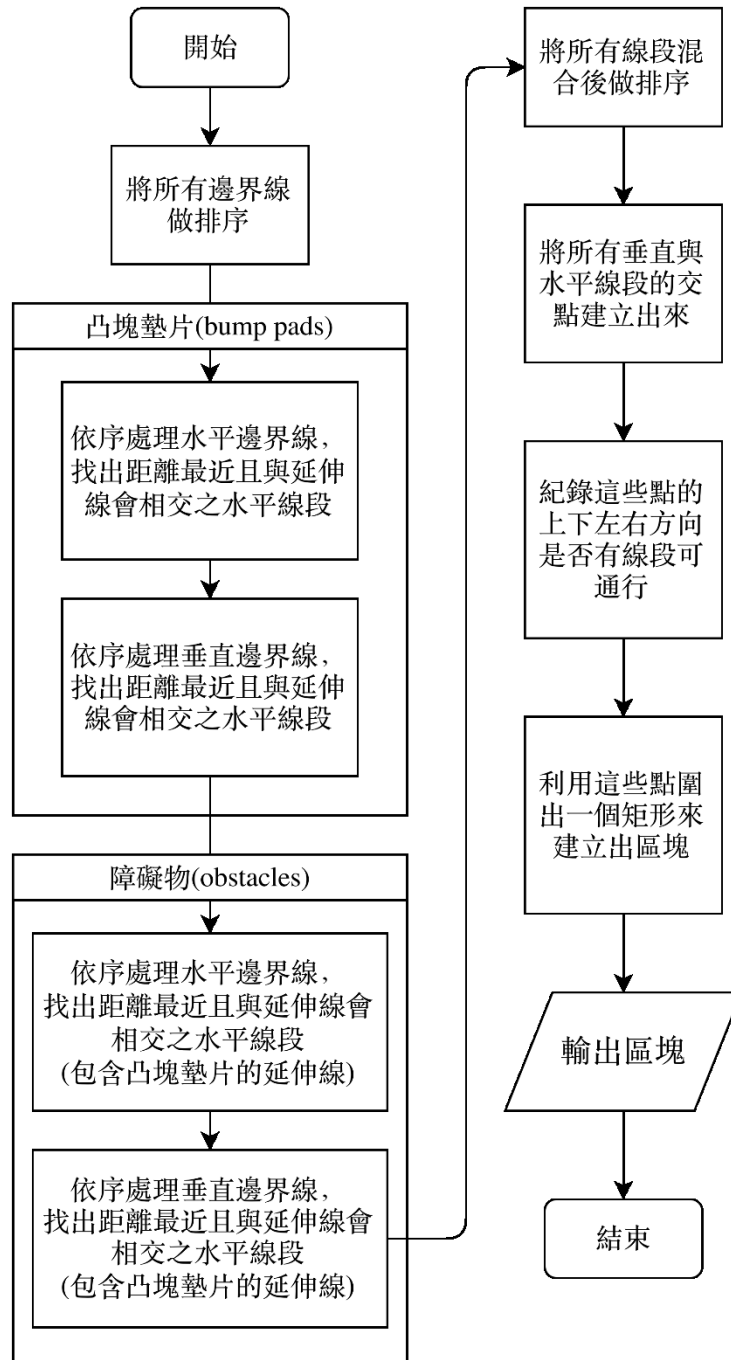 開始
將所有邊界線
做排序
凸塊墊片(bump pads)
依序處理水平邊界線，
找出距離最近且與延伸
線會相交之水平線段
依序處理垂直邊界線，
找出距離最近且與延伸
線會相交之水平線段
障礙物(obstacles)
依序處理水平邊界線，
找出距離最近且與延伸線會
相交之水平線段
(包含凸塊墊片的延伸線)
依序處理垂直邊界線，
找出距離最近且與延伸線會
相交之水平線段
(包含凸塊墊片的延伸線)
將所有線段混
合後做排序
將所有垂直與
水平線段的交
點建立出來
紀錄這些點的
上下左右方向
是否有線段可
通行
利用這些點圍
出一個矩形來
建立出區塊
輸出區塊
結束